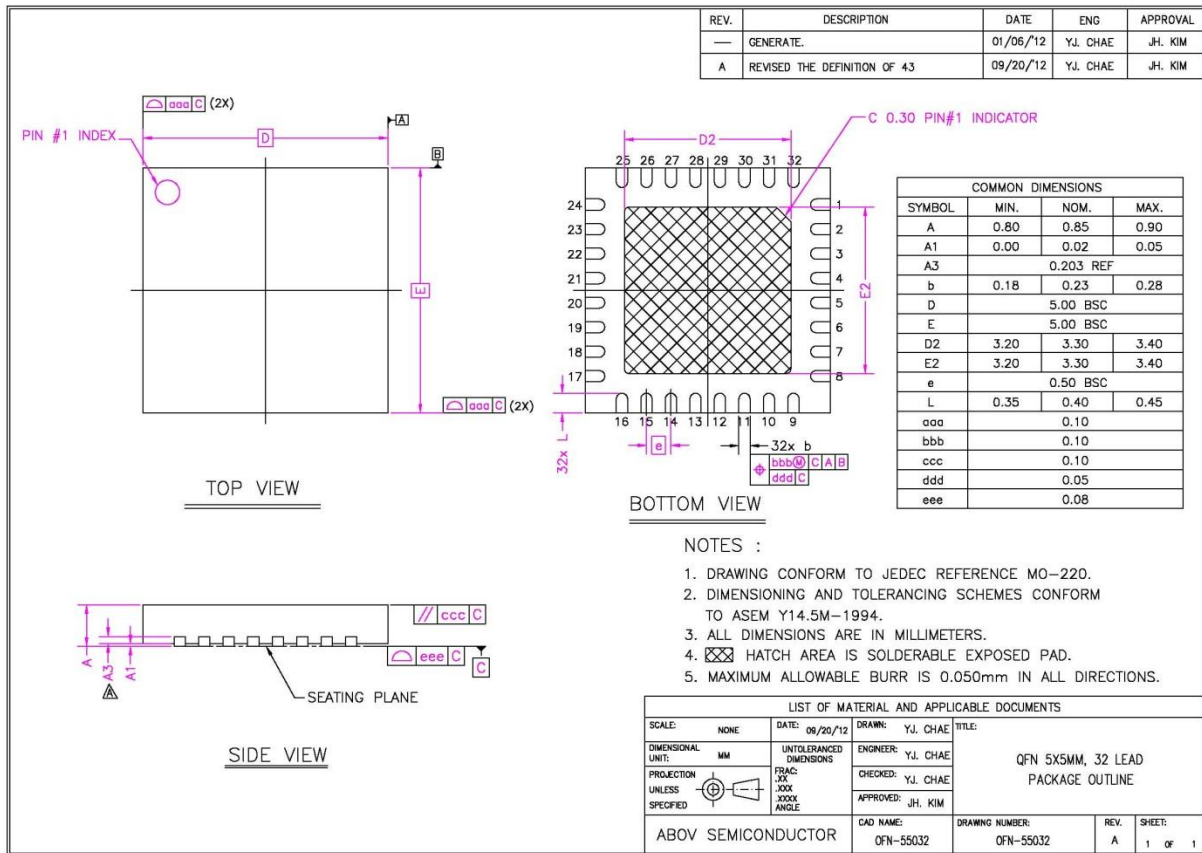 REV. DESCRIPTION DATE ENG APPROVAL
— GENERATE. 01/06/'12 YJ. CHAE JH. KIM
A REVISED THE DEFINITION OF 43 09/20/'12 YJ. CHAE JH. KIM
aaa C (2X)
PIN #1 INDEX
D
A
B
E
aaa C (2X)
TOP VIEW
C 0.30 PIN#1 INDICATOR
D2
25 26 27 28 29 30 31 32
24 1
23 2
22 3
21 4
20 5
19 6
18 7
17 8
E2
16 15 14 13 12 11 10 9
32x L
e
32x b
bbb Ⓜ C A B
ddd C
BOTTOM VIEW
COMMON DIMENSIONS
SYMBOL MIN. NOM. MAX.
A 0.80 0.85 0.90
A1 0.00 0.02 0.05
A3 0.203 REF
b 0.18 0.23 0.28
D 5.00 BSC
E 5.00 BSC
D2 3.20 3.30 3.40
E2 3.20 3.30 3.40
e 0.50 BSC
L 0.35 0.40 0.45
aaa 0.10
bbb 0.10
ccc 0.10
ddd 0.05
eee 0.08
NOTES :
1. DRAWING CONFORM TO JEDEC REFERENCE MO-220.
2. DIMENSIONING AND TOLERANCING SCHEMES CONFORM
TO ASEM Y14.5M-1994.
3. ALL DIMENSIONS ARE IN MILLIMETERS.
4. HATCH AREA IS SOLDERABLE EXPOSED PAD.
5. MAXIMUM ALLOWABLE BURR IS 0.050mm IN ALL DIRECTIONS.
// ccc C
eee C
C
A
A3
A1
A
SEATING PLANE
SIDE VIEW
LIST OF MATERIAL AND APPLICABLE DOCUMENTS
SCALE: NONE
DATE: 09/20/'12
DRAWN: YJ. CHAE
TITLE:
DIMENSIONAL
UNIT: MM
UNTOLERANCED
DIMENSIONS
ENGINEER: YJ. CHAE
QFN 5X5MM, 32 LEAD
PACKAGE OUTLINE
PROJECTION
UNLESS
SPECIFIED
FRAC:
.XX
.XXX
.XXXX
ANGLE
CHECKED: YJ. CHAE
APPROVED: JH. KIM
ABOV SEMICONDUCTOR
CAD NAME:
QFN-55032
DRAWING NUMBER:
QFN-55032
REV.
A
SHEET:
1 OF 1